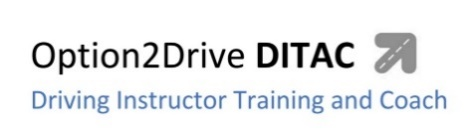 Option2Drive DITAC
Driving Instructor Training and Coach